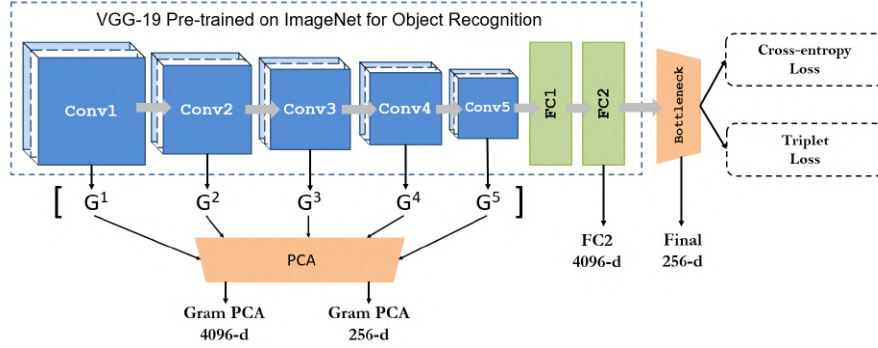 VGG-19 Pre-trained on ImageNet for Object Recognition
Conv1
Conv2
Conv3
Conv4
Conv5
FC1
FC2
Bottleneck
Cross-entropy
Loss
Triplet
Loss
[ G1 G2 G3 G4 G5 ]
PCA
FC2
4096-d
Final
256-d
Gram PCA
4096-d
Gram PCA
256-d